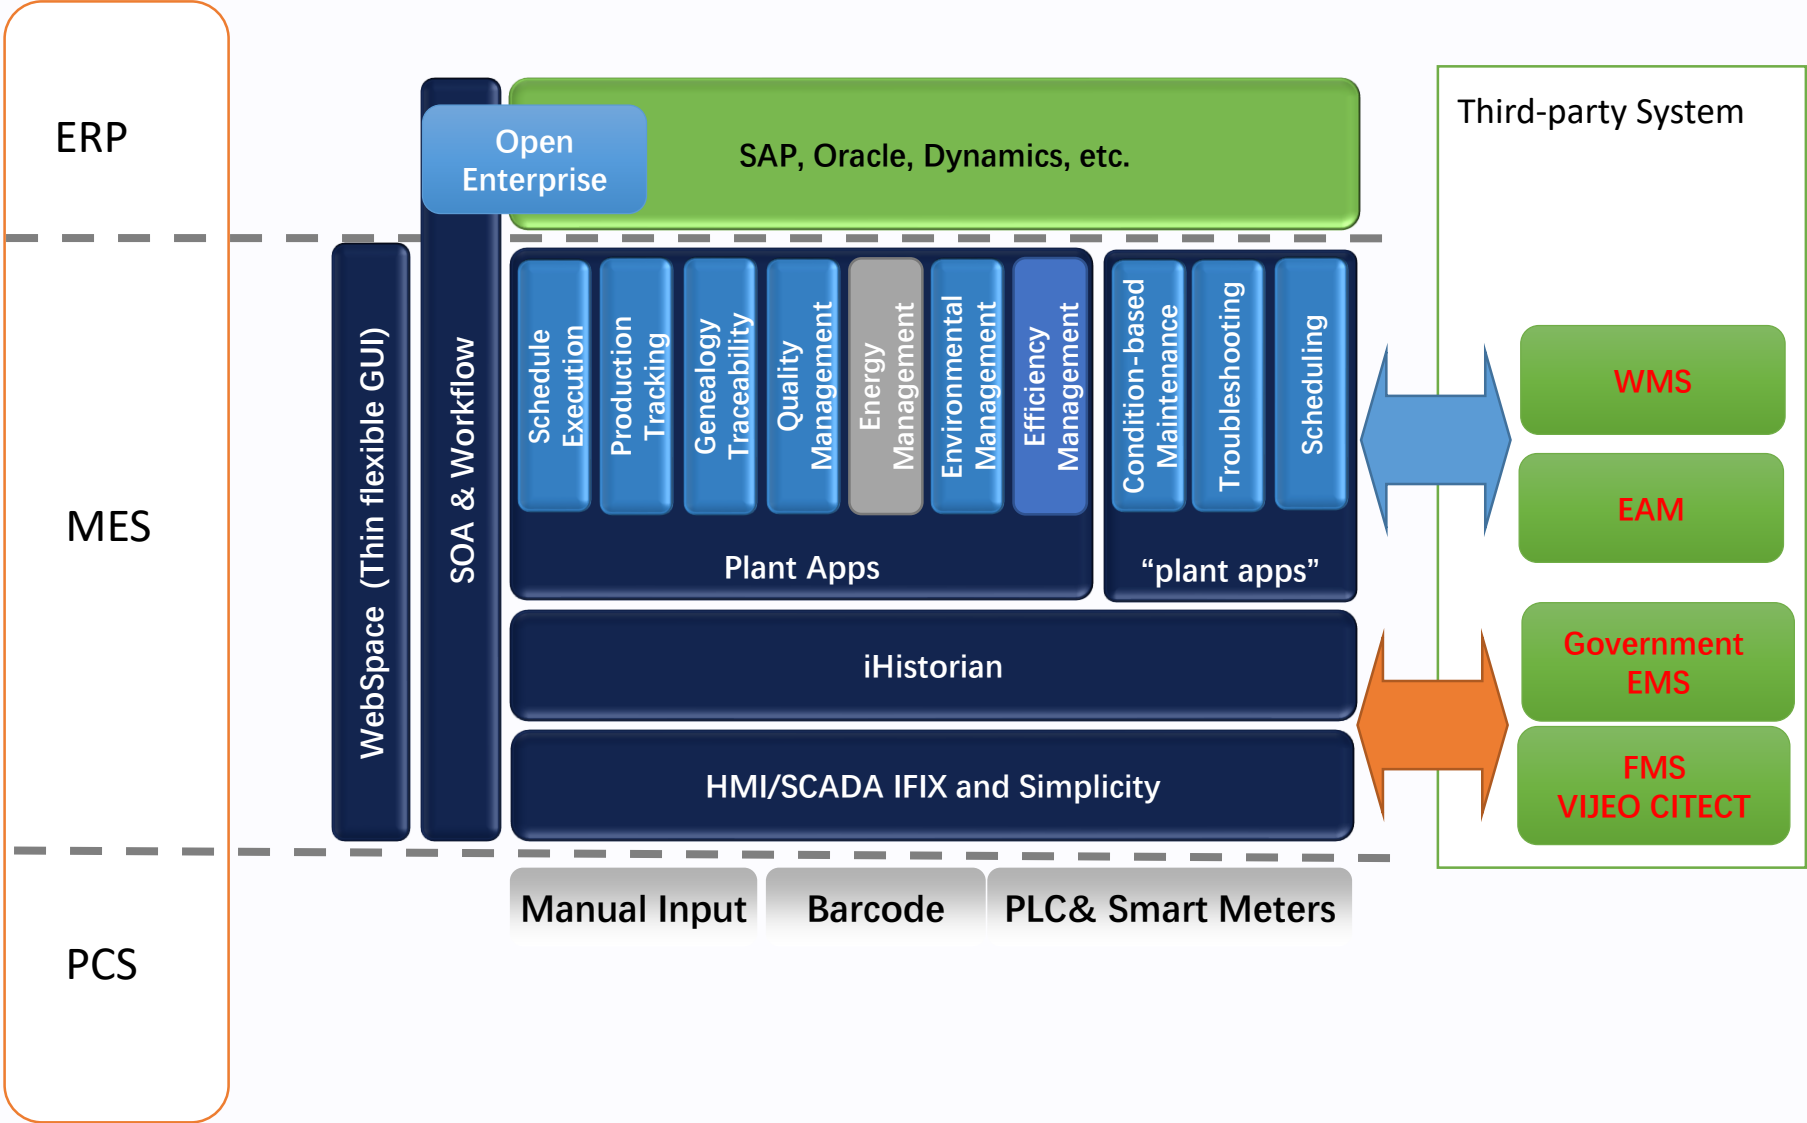 ERP
MES
PCS
Open
Enterprise
SAP, Oracle, Dynamics, etc.
WebSpace (Thin flexible GUI)
SOA & Workflow
Schedule
Execution
Production
Tracking
Genealogy
Traceability
Quality
Management
Energy
Management
Environmental
Management
Efficiency
Management
Plant Apps
Condition-based
Maintenance
Troubleshooting
Scheduling
“plant apps”
iHistorian
HMI/SCADA IFIX and Simplicity
Manual Input
Barcode
PLC& Smart Meters
Third-party System
WMS
EAM
Government
EMS
FMS
VIJEO CITECT